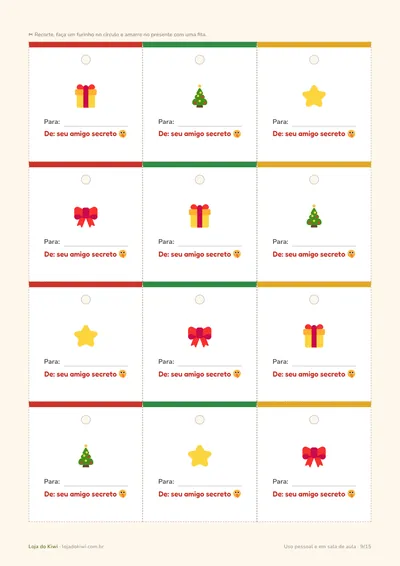 ✂ Recorte, faça um furinho no círculo e amarre no presente com uma fita.
Para: Para: Para:
De: seu amigo secreto 🤫 De: seu amigo secreto 🤫 De: seu amigo secreto 🤫
Para: Para: Para:
De: seu amigo secreto 🤫 De: seu amigo secreto 🤫 De: seu amigo secreto 🤫
Para: Para: Para:
De: seu amigo secreto 🤫 De: seu amigo secreto 🤫 De: seu amigo secreto 🤫
Para: Para: Para:
De: seu amigo secreto 🤫 De: seu amigo secreto 🤫 De: seu amigo secreto 🤫
Loja do Kiwi · lojadokiwi.com.br Uso pessoal e em sala de aula · 9/15